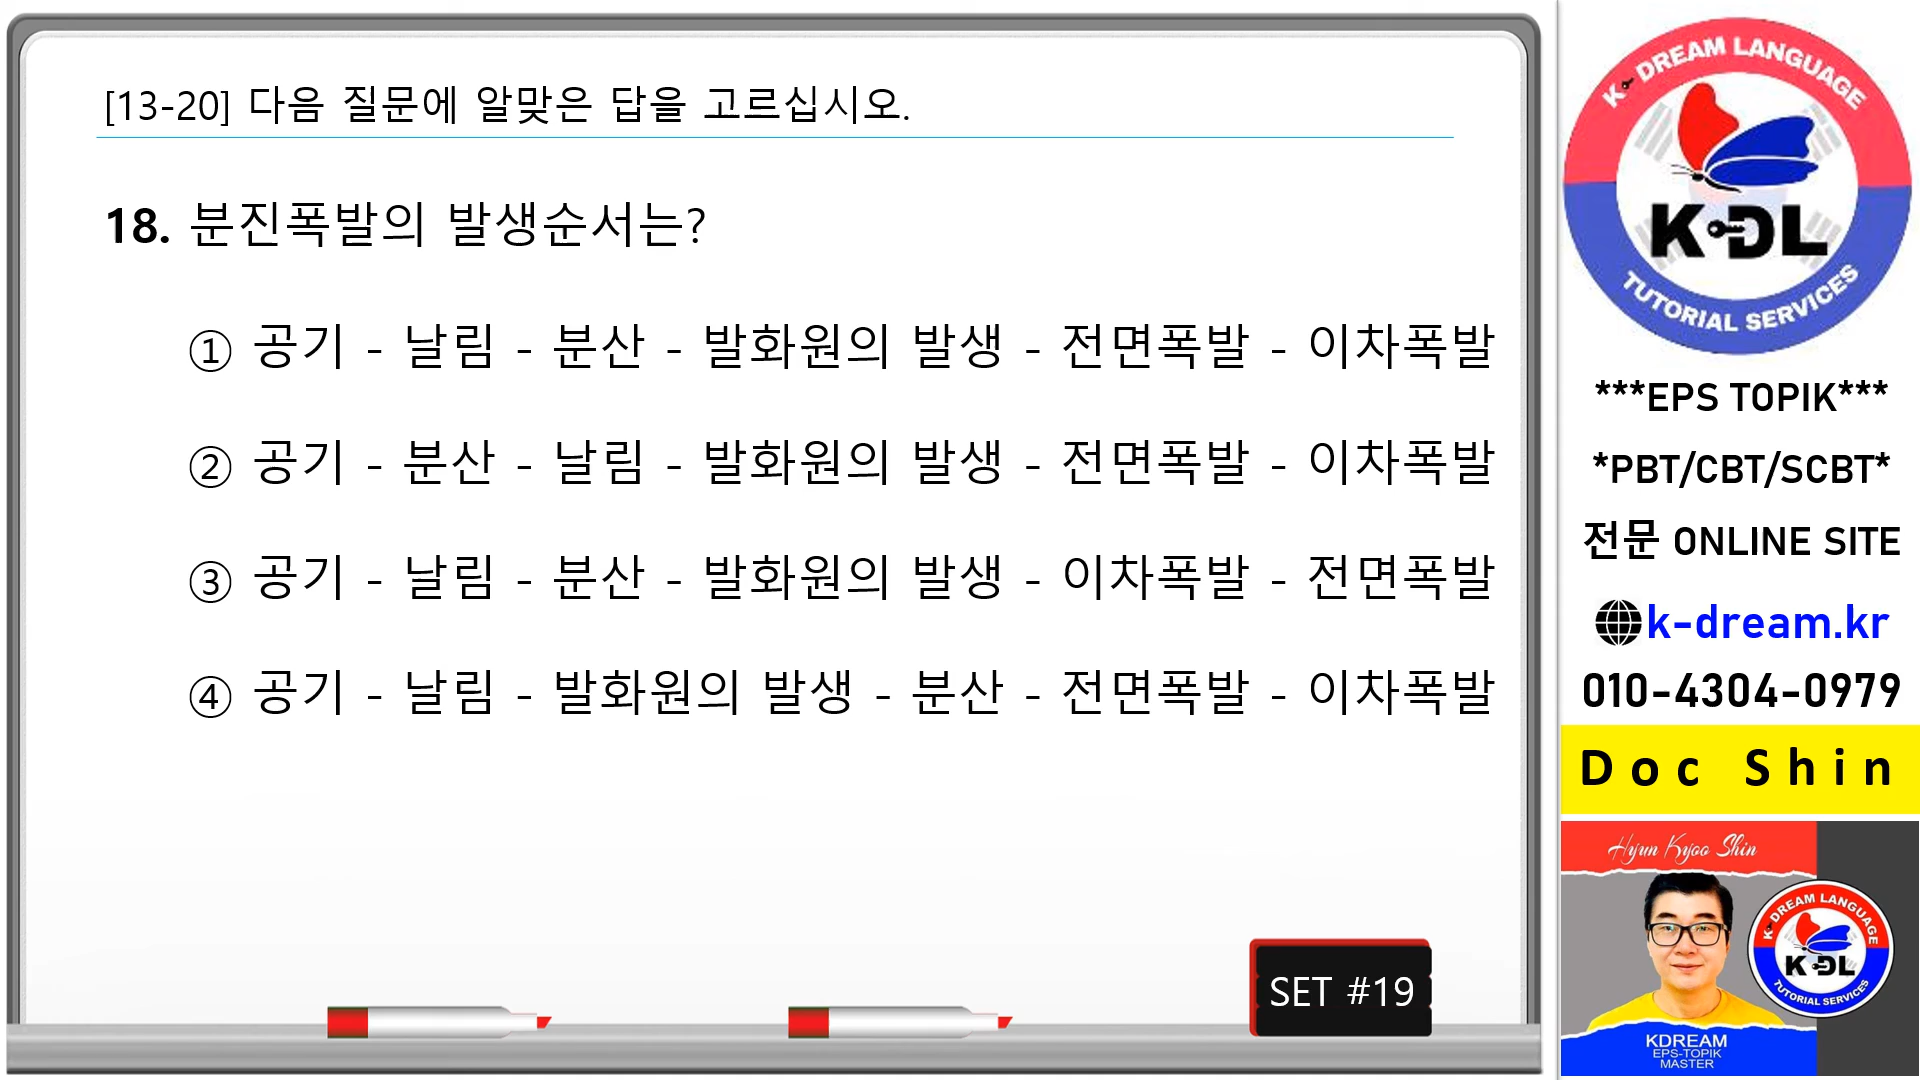 [13-20] 다음 질문에 알맞은 답을 고르십시오.
18. 분진폭발의 발생순서는?
① 공기 - 날림 - 분산 - 발화원의 발생 - 전면폭발 - 이차폭발
② 공기 - 분산 - 날림 - 발화원의 발생 - 전면폭발 - 이차폭발
③ 공기 - 날림 - 분산 - 발화원의 발생 - 이차폭발 - 전면폭발
④ 공기 - 날림 - 발화원의 발생 - 분산 - 전면폭발 - 이차폭발
SET #19
K-DREAM LANGUAGE
K-DL
TUTORIAL SERVICES
***EPS TOPIK***
*PBT/CBT/SCBT*
전문 ONLINE SITE
k-dream.kr
010-4304-0979
Doc Shin
Hyun Kyoo Shin
K-DREAM LANGUAGE
K-DL
TUTORIAL SERVICES
KDREAM
EPS-TOPIK
MASTER